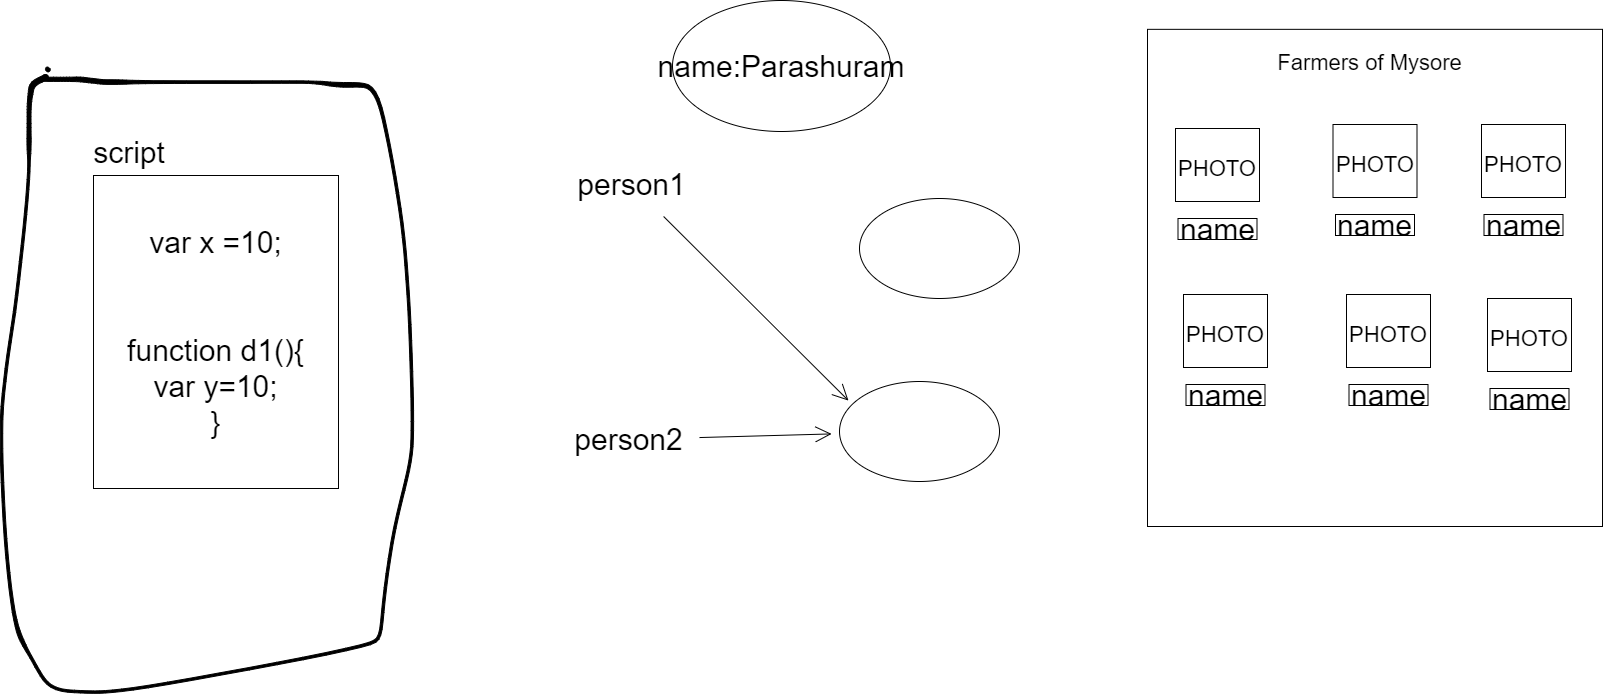 script
var x =10;
function d1(){
var y=10;
}
name:Parashuram
person1
person2
Farmers of Mysore
PHOTO PHOTO PHOTO
name name name
PHOTO PHOTO PHOTO
name name name